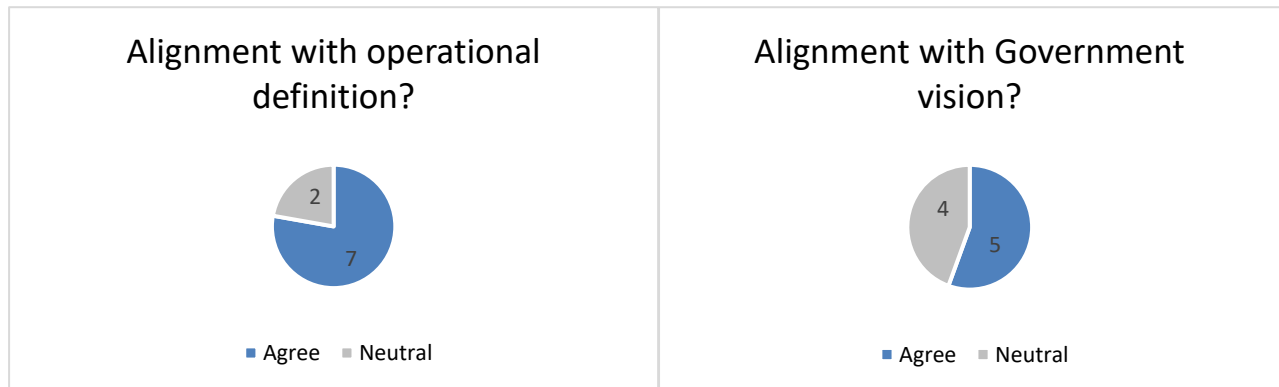 Alignment with operational
definition?
2
7
Agree Neutral
Alignment with Government
vision?
4
5
Agree Neutral